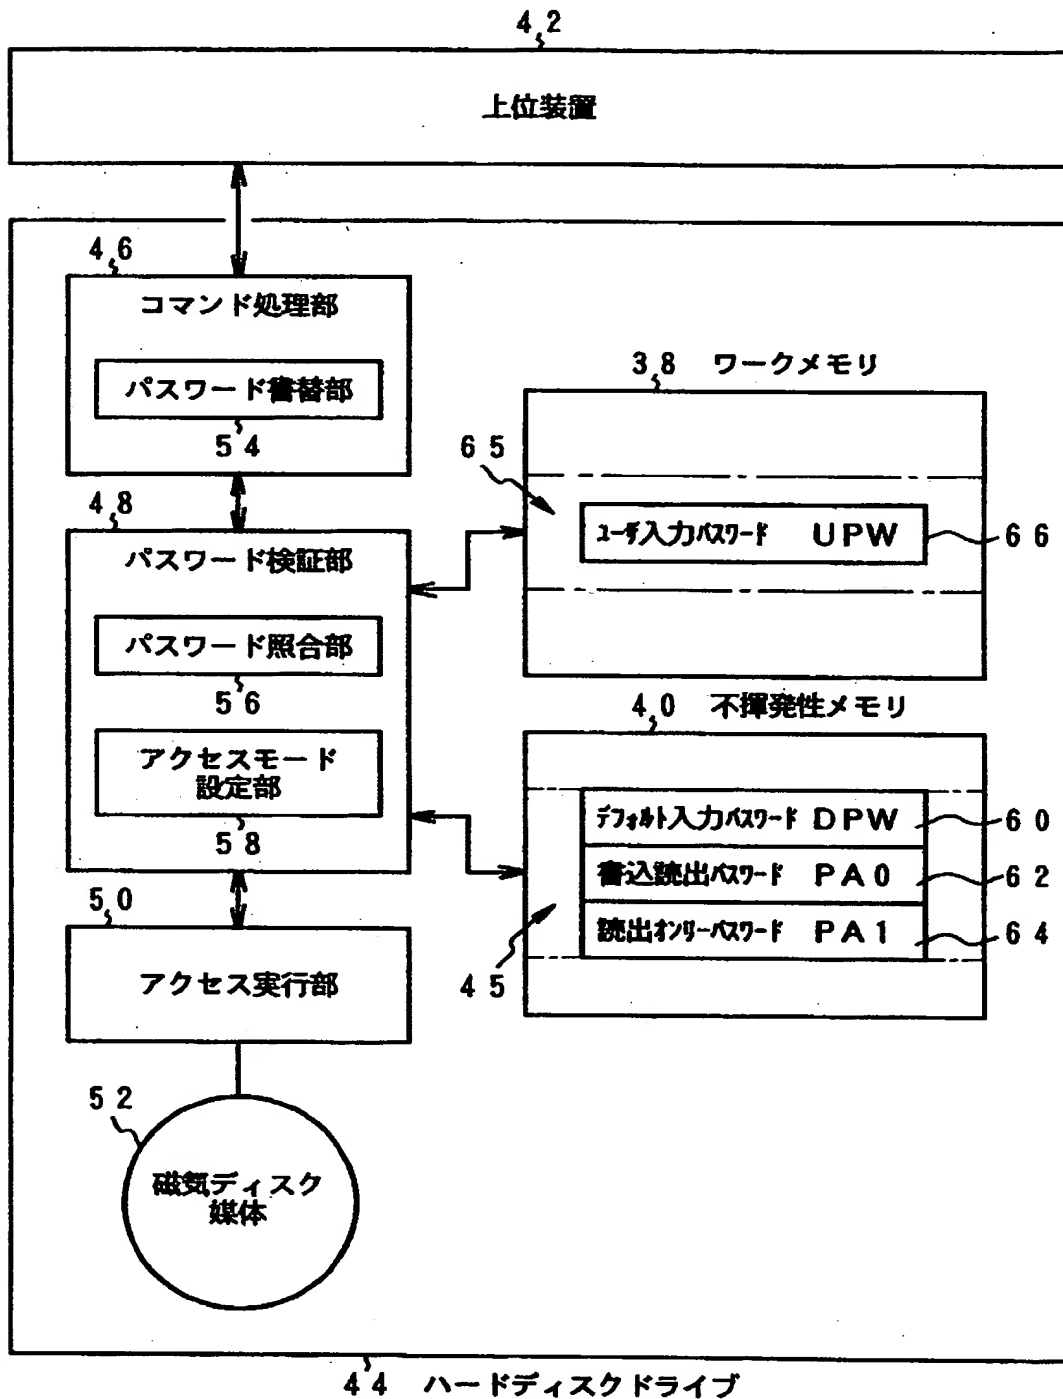 42
上位装置
46
コマンド処理部
パスワード書替部
54
48
パスワード検証部
パスワード照合部
56
アクセスモード
設定部
58
50
アクセス実行部
52
磁気ディスク
媒体
38 ワークメモリ
65
ユーザ入力パスワード UPW
66
40 不揮発性メモリ
デフォルト入力パスワード DPW
60
書込読出パスワード PA0
62
読出オンリーパスワード PA1
64
45
44 ハードディスクドライブ